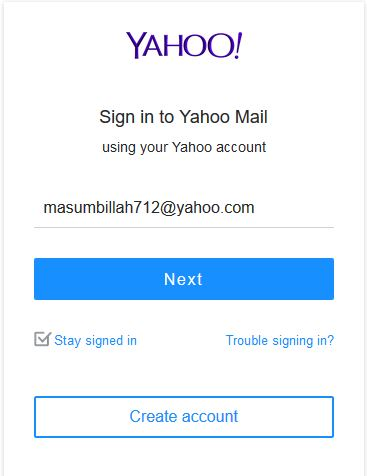 YAHOO!
Sign in to Yahoo Mail
using your Yahoo account
masumbillah712@yahoo.com
Next
Stay signed in Trouble signing in?
Create account